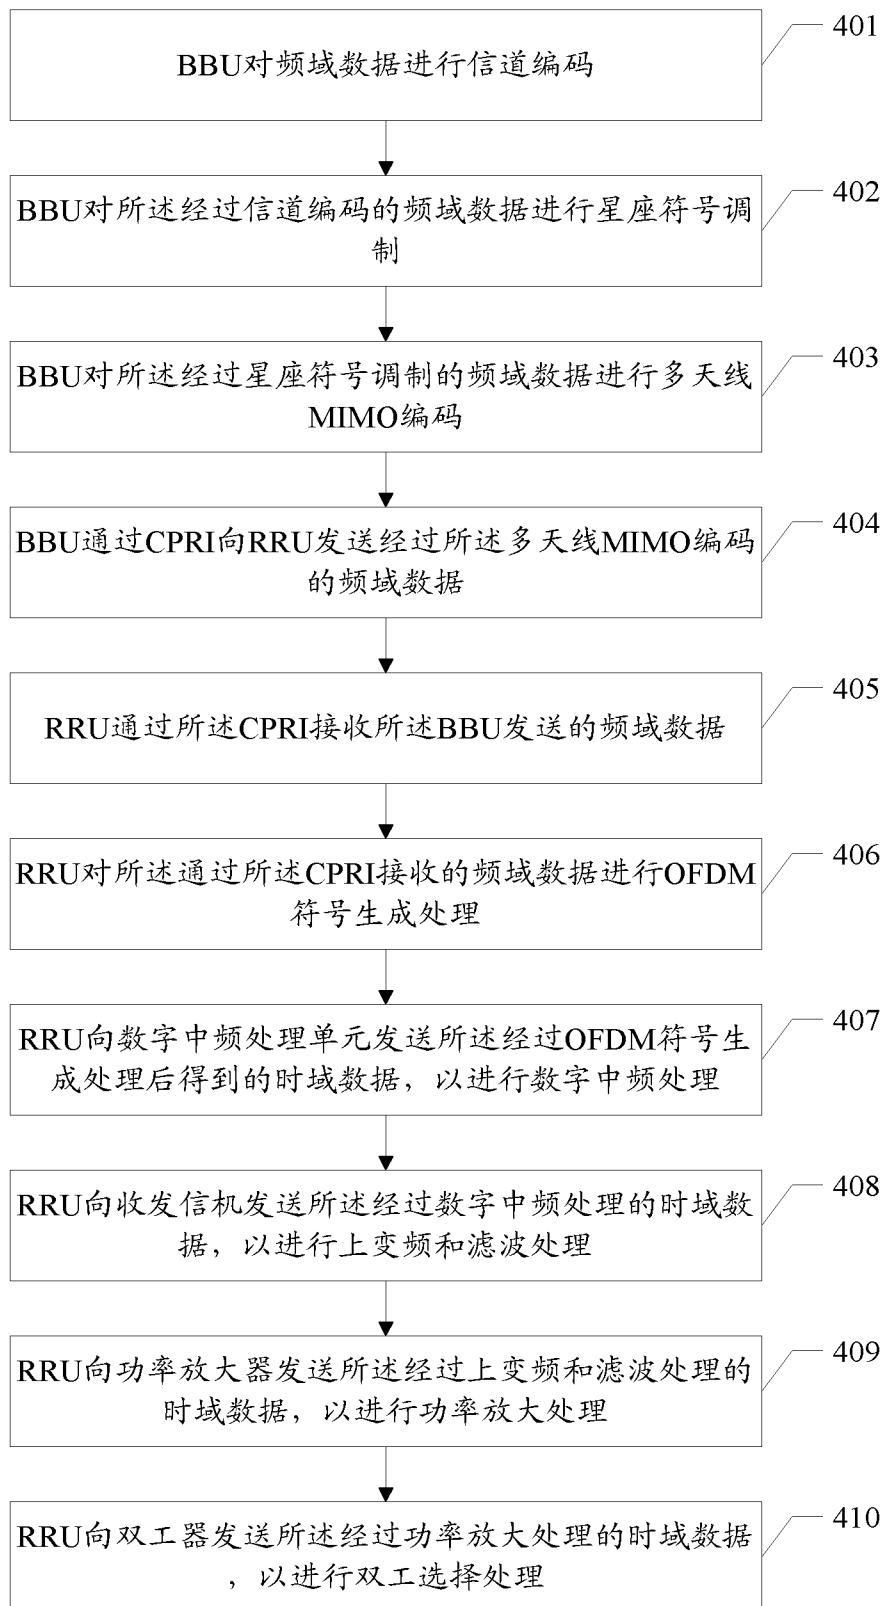 401
BBU对频域数据进行信道编码
402
BBU对所述经过信道编码的频域数据进行星座符号调
制
403
BBU对所述经过星座符号调制的频域数据进行多天线
MIMO编码
404
BBU通过CPRI向RRU发送经过所述多天线MIMO编码
的频域数据
405
RRU通过所述CPRI接收所述BBU发送的频域数据
406
RRU对所述通过所述CPRI接收的频域数据进行OFDM
符号生成处理
407
RRU向数字中频处理单元发送所述经过OFDM符号生
成处理后得到的时域数据，以进行数字中频处理
408
RRU向收发信机发送所述经过数字中频处理的时域数
据，以进行上变频和滤波处理
409
RRU向功率放大器发送所述经过上变频和滤波处理的
时域数据，以进行功率放大处理
410
RRU向双工器发送所述经过功率放大处理的时域数据
，以进行双工选择处理